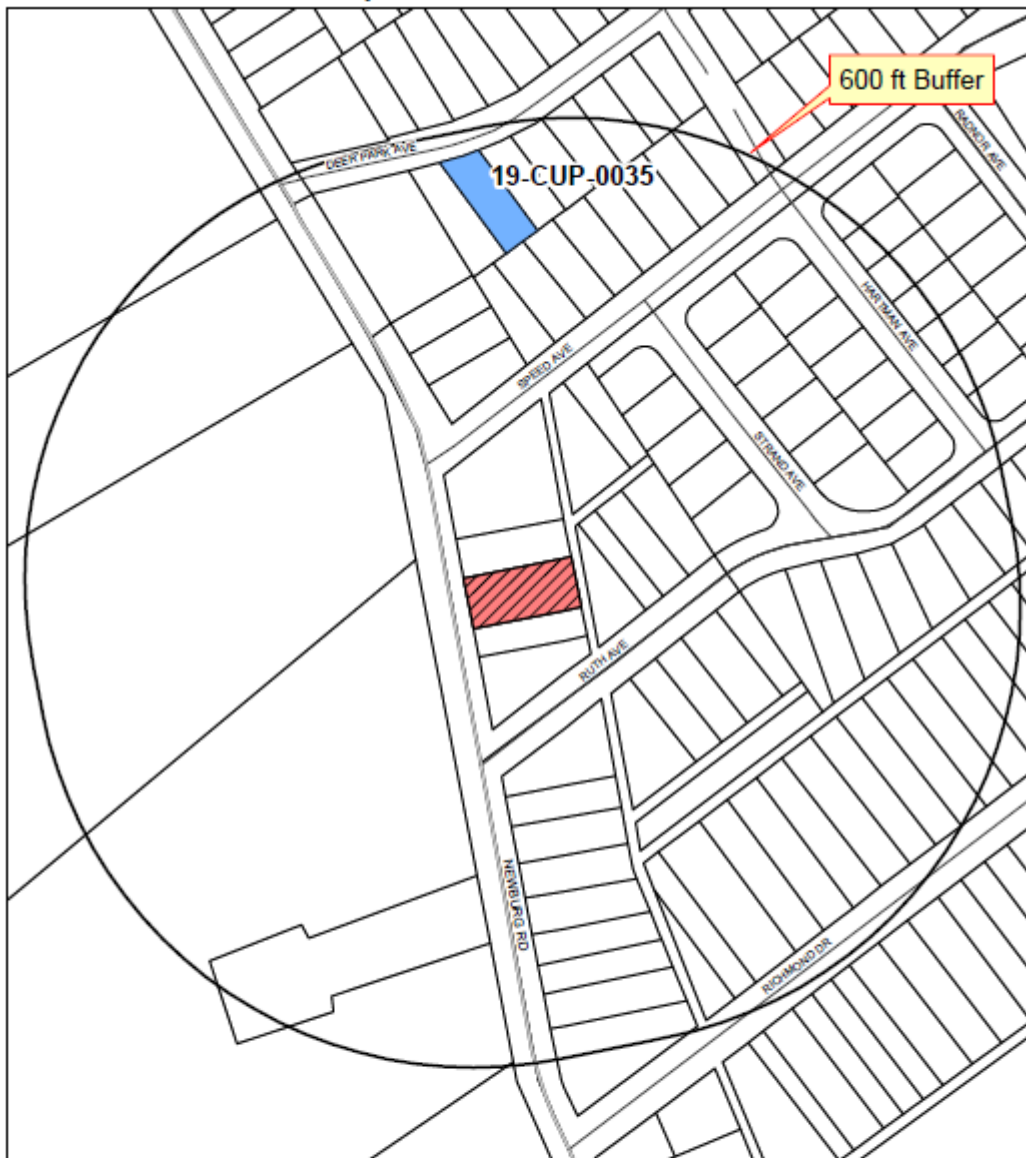 600 ft Buffer
RADNOR AVE
DEER PARK AVE
19-CUP-0035
HARTMAN AVE
SPEED AVE
STRAND AVE
RUTH AVE
NEWBURG RD
RICHMOND DR